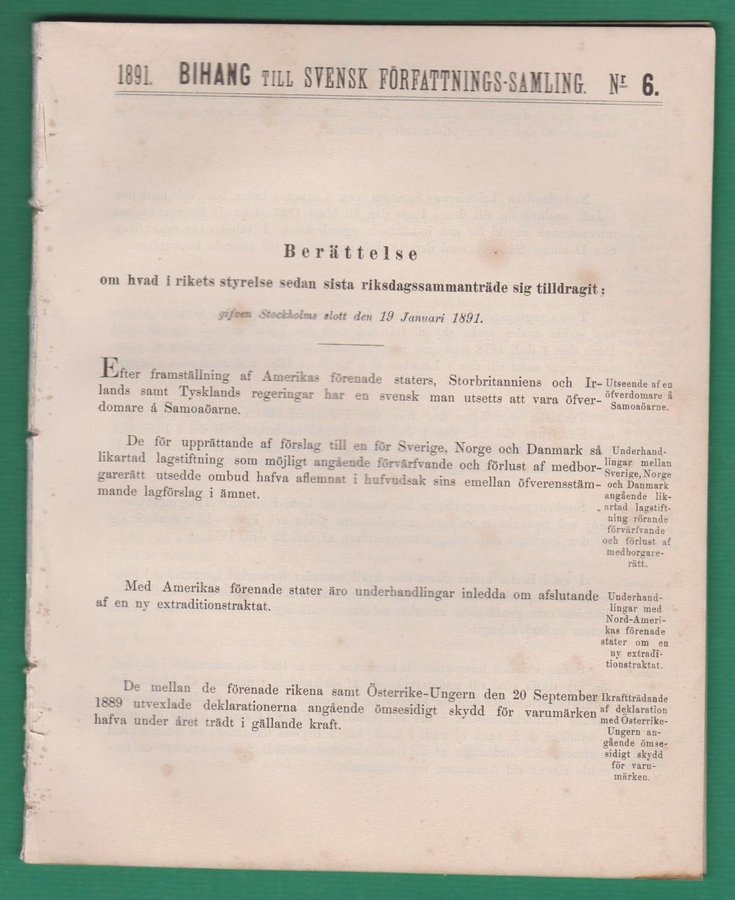 1891. BIHANG TILL SVENSK FÖRFATTNINGS-SAMLING. Nr 6.
Berättelse
om hvad i rikets styrelse sedan sista riksdagssammanträde sig tilldragit;
gifven Stockholms slott den 19 Januari 1891.
Efter framställning af Amerikas förenade staters, Storbritanniens och Ir-
lands samt Tysklands regeringar har en svensk man utsetts att vara öfver-
domare å Samoaöarne.
Utseende af en
öfverdomare å
Samoaöarne.
De för upprättande af förslag till en för Sverige, Norge och Danmark så
likartad lagstiftning som möjligt angående förvärfvande och förlust af medbor-
garerätt utsedde ombud hafva aflemnat i hufvudsak sins emellan öfverensstäm-
mande lagförslag i ämnet.
Underhand-
lingar mellan
Sverige, Norge
och Danmark
angående lik-
artad lagstift-
ning rörande
förvärfvande
och förlust af
medborgare-
rätt.
Med Amerikas förenade stater äro underhandlingar inledda om afslutande
af en ny extraditionstraktat.
Underhand-
lingar med
Nord-Ameri-
kas förenade
stater om en
ny extradi-
tionstraktat.
De mellan de förenade rikena samt Österrike-Ungern den 20 September
1889 utvexlade deklarationerna angående ömsesidigt skydd för varumärken
hafva under året trädt i gällande kraft.
Ikraftträdande
af deklaration
med Österrike-
Ungern an-
gående ömse-
sidigt skydd
för varu-
märken.